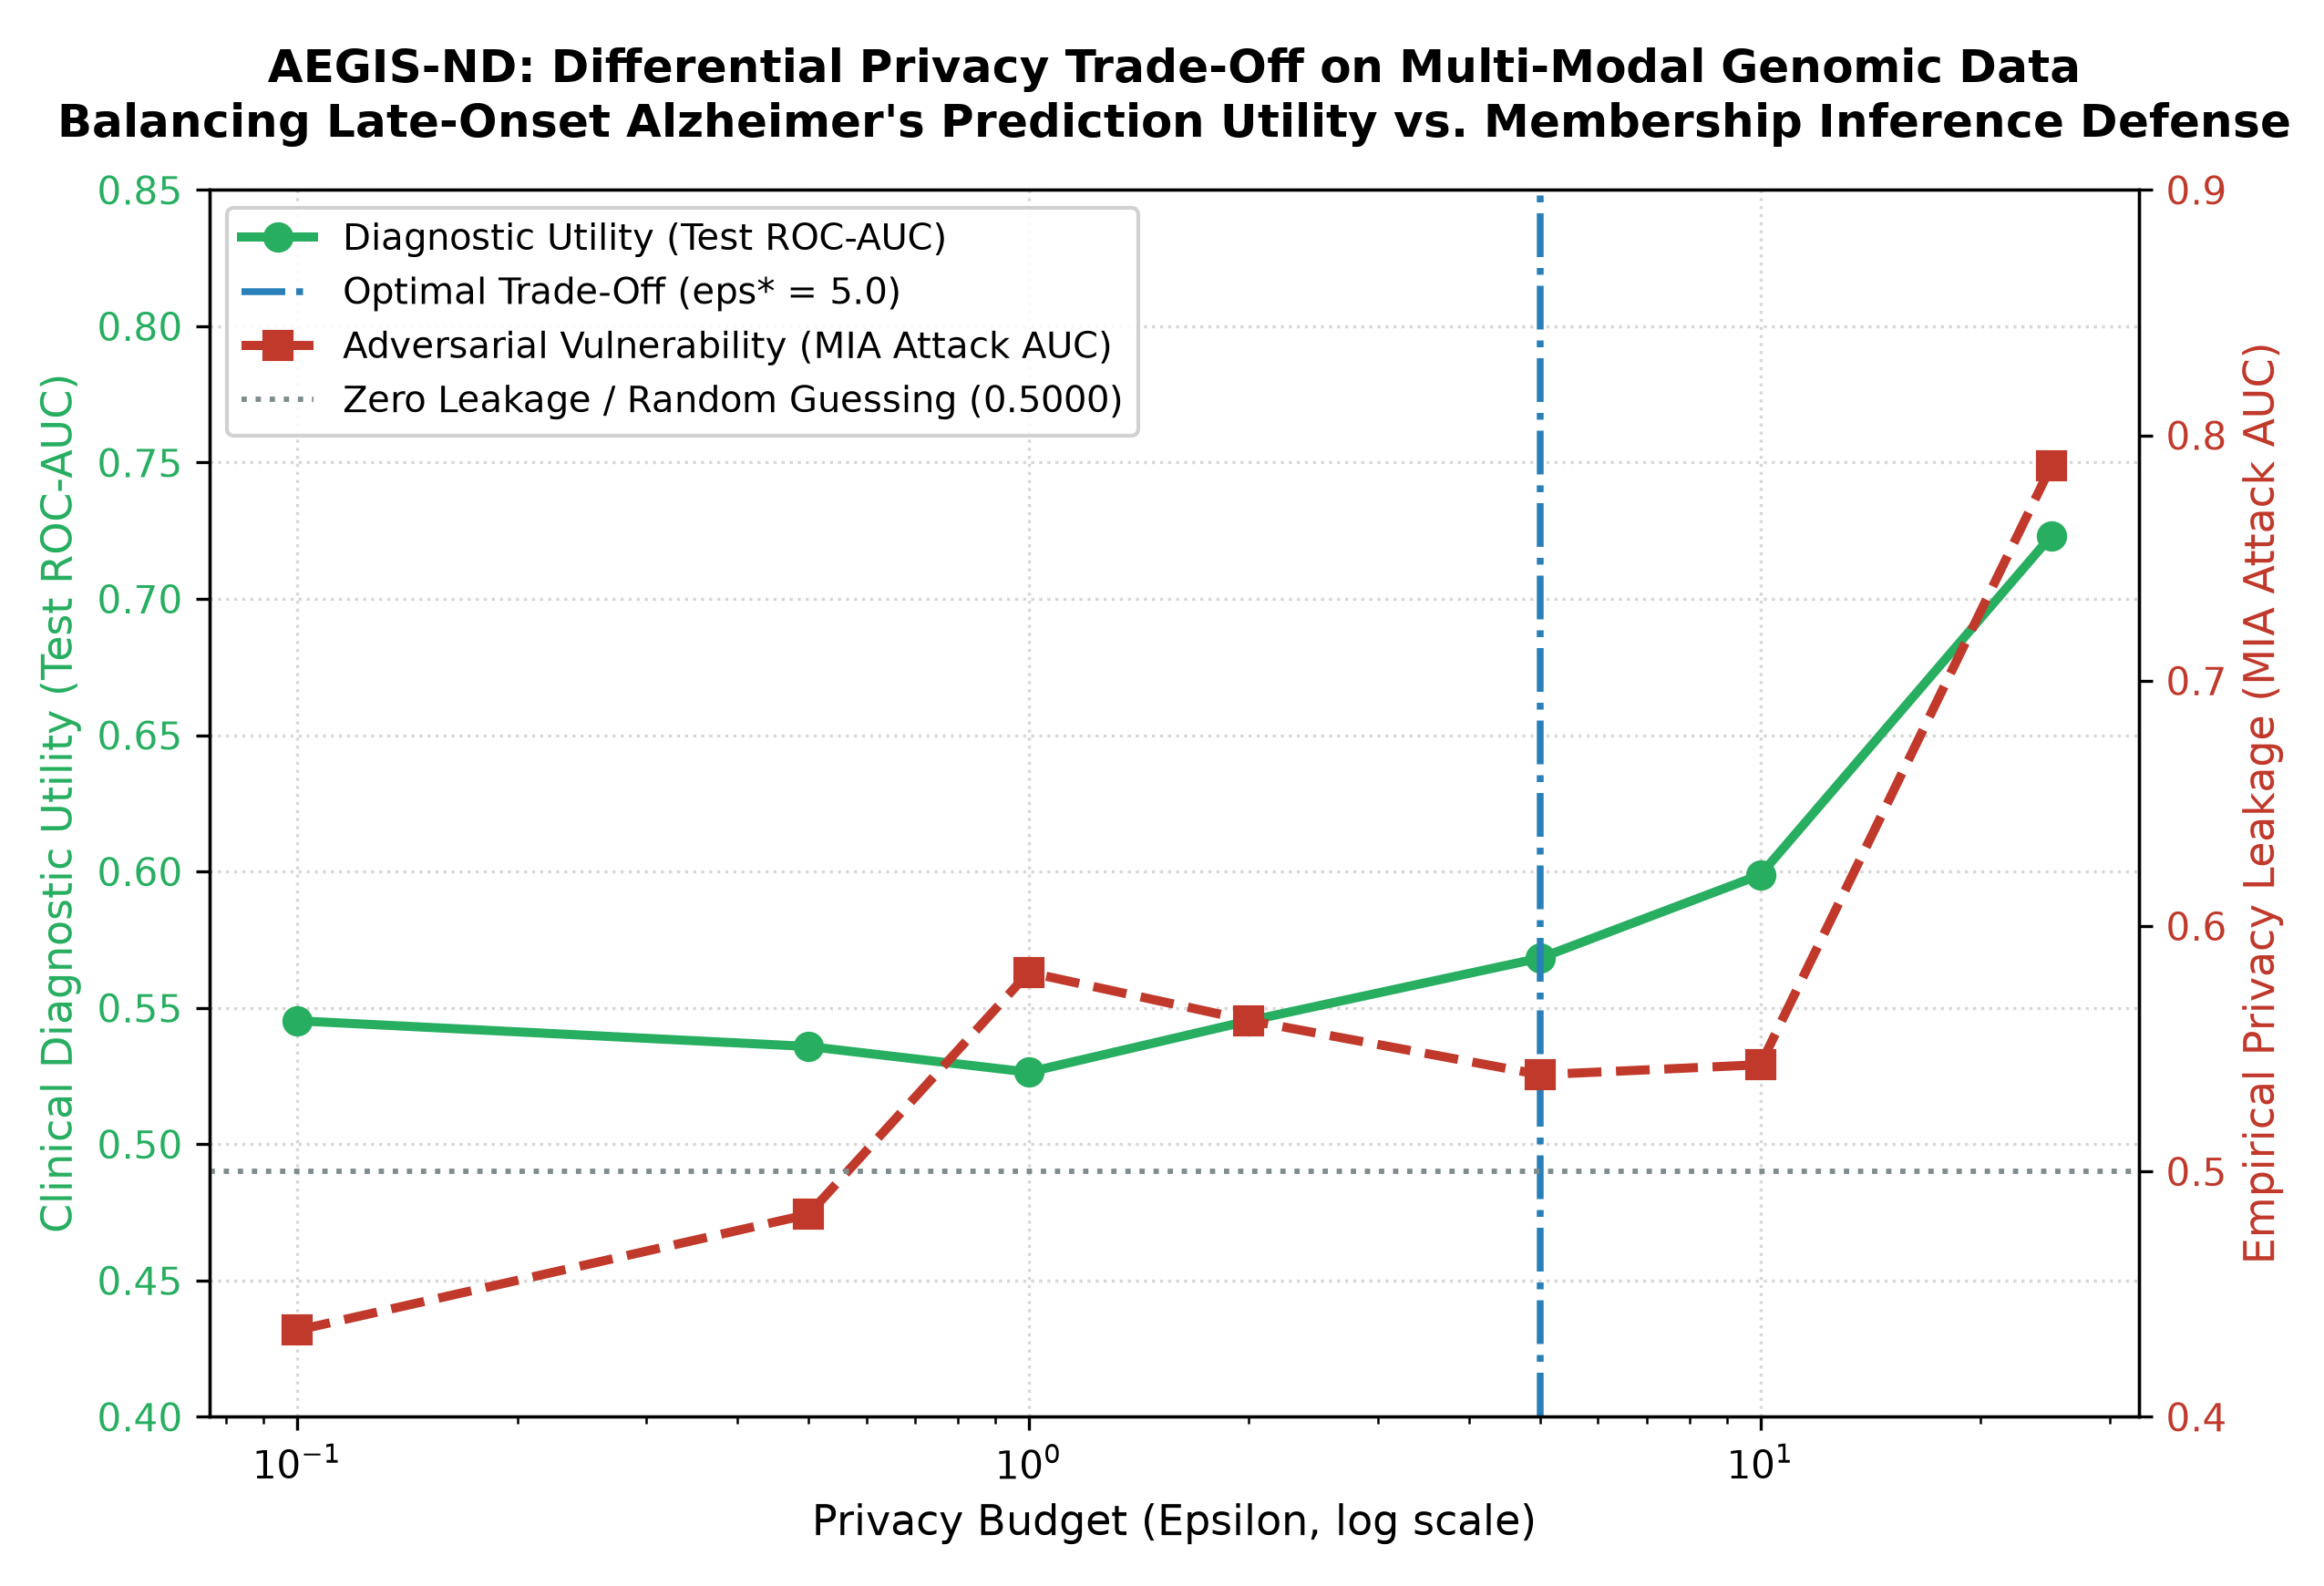 AEGIS-ND: Differential Privacy Trade-Off on Multi-Modal Genomic Data
Balancing Late-Onset Alzheimer's Prediction Utility vs. Membership Inference Defense
Diagnostic Utility (Test ROC-AUC)
Optimal Trade-Off (eps* = 5.0)
Adversarial Vulnerability (MIA Attack AUC)
Zero Leakage / Random Guessing (0.5000)
Clinical Diagnostic Utility (Test ROC-AUC)
0.85
0.80
0.75
0.70
0.65
0.60
0.55
0.50
0.45
0.40
0.9
0.8
0.7
0.6
0.5
0.4
Empirical Privacy Leakage (MIA Attack AUC)
10⁻¹
10⁰
10¹
Privacy Budget (Epsilon, log scale)